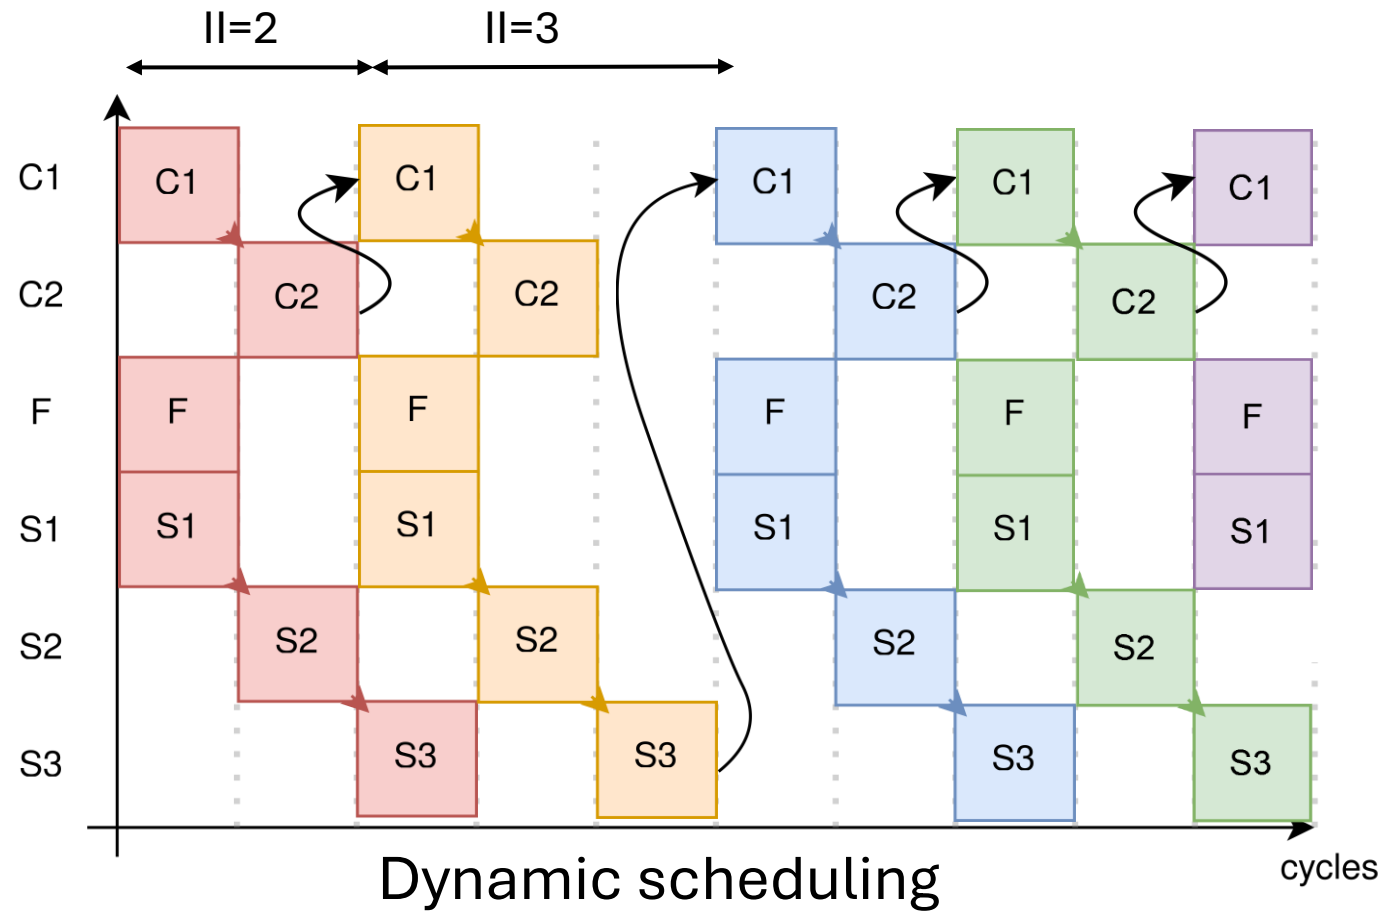 II=2 II=3
C1 C1 C1 C1 C1 C1
C2 C2 C2 C2 C2
F F F F F F
S1 S1 S1 S1 S1 S1
S2 S2 S2 S2 S2
S3 S3 S3 S3 S3
cycles
Dynamic scheduling